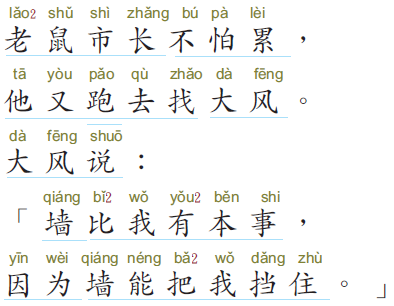 lǎo2 shǔ shì zhǎng bú pà lèi
老鼠市长不怕累，
tā yòu pǎo qù zhǎo dà fēng
他又跑去找大风。
dà fēng shuō
大风说：
qiáng bǐ2 wǒ yǒu2 běn shi
「墙比我有本事，
yīn wèi qiáng néng bǎ2 wǒ dǎng zhù
因为墙能把我挡住。」